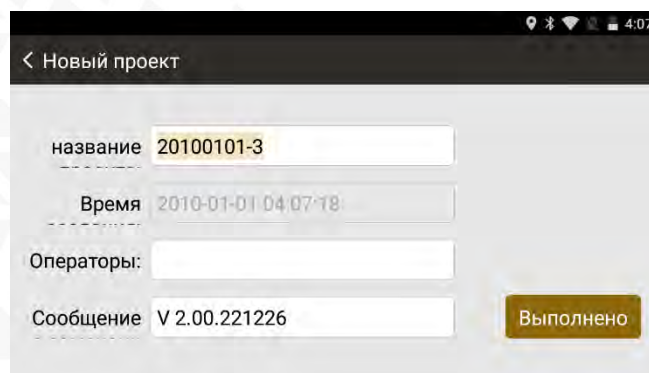 4:07
< Новый проект
название 20100101-3
Время 2010-01-01 04:07:18
Операторы:
Сообщение V 2.00.221226
Выполнено